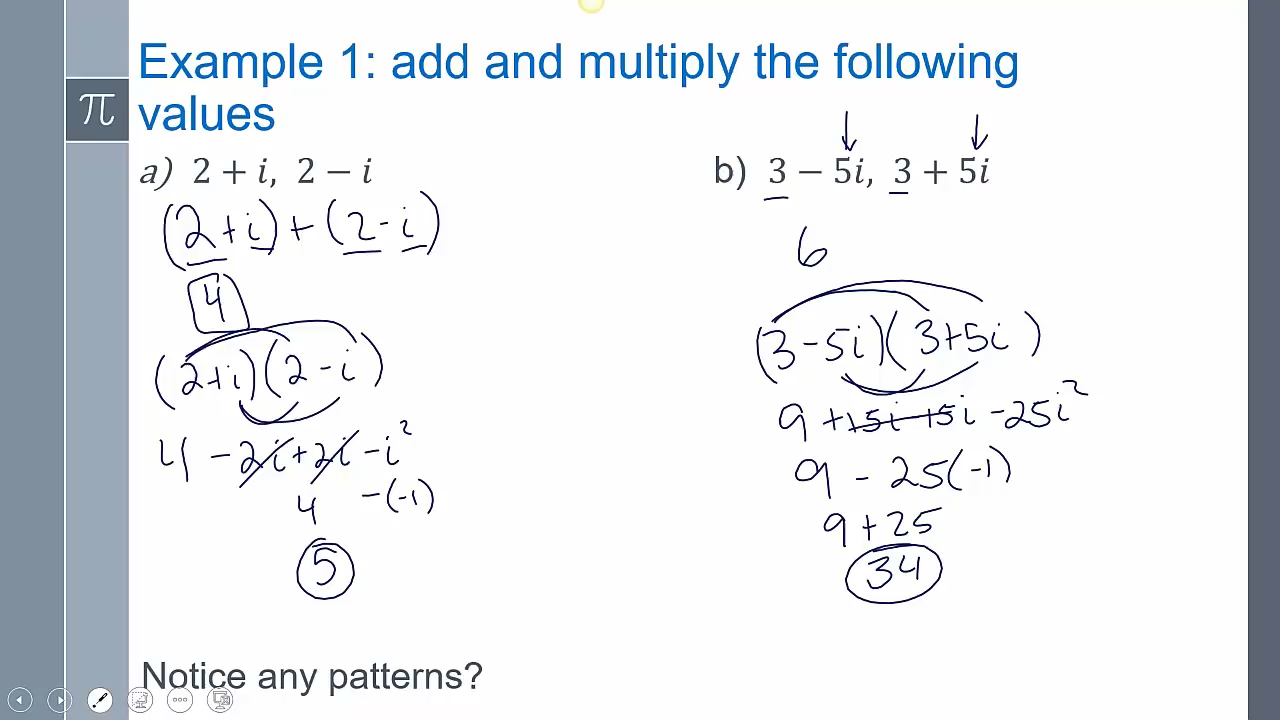 Example 1: add and multiply the following
values
π
a) 2 + i, 2 − i
(2+i)+(2-i)
4
(2+i)(2-i)
4 -2i+2i -i²
4 -(-1)
5
b) 3 − 5i, 3 + 5i
6
(3-5i)(3+5i)
9 +15i -15i -25i²
9 - 25(-1)
9+25
34
Notice any patterns?